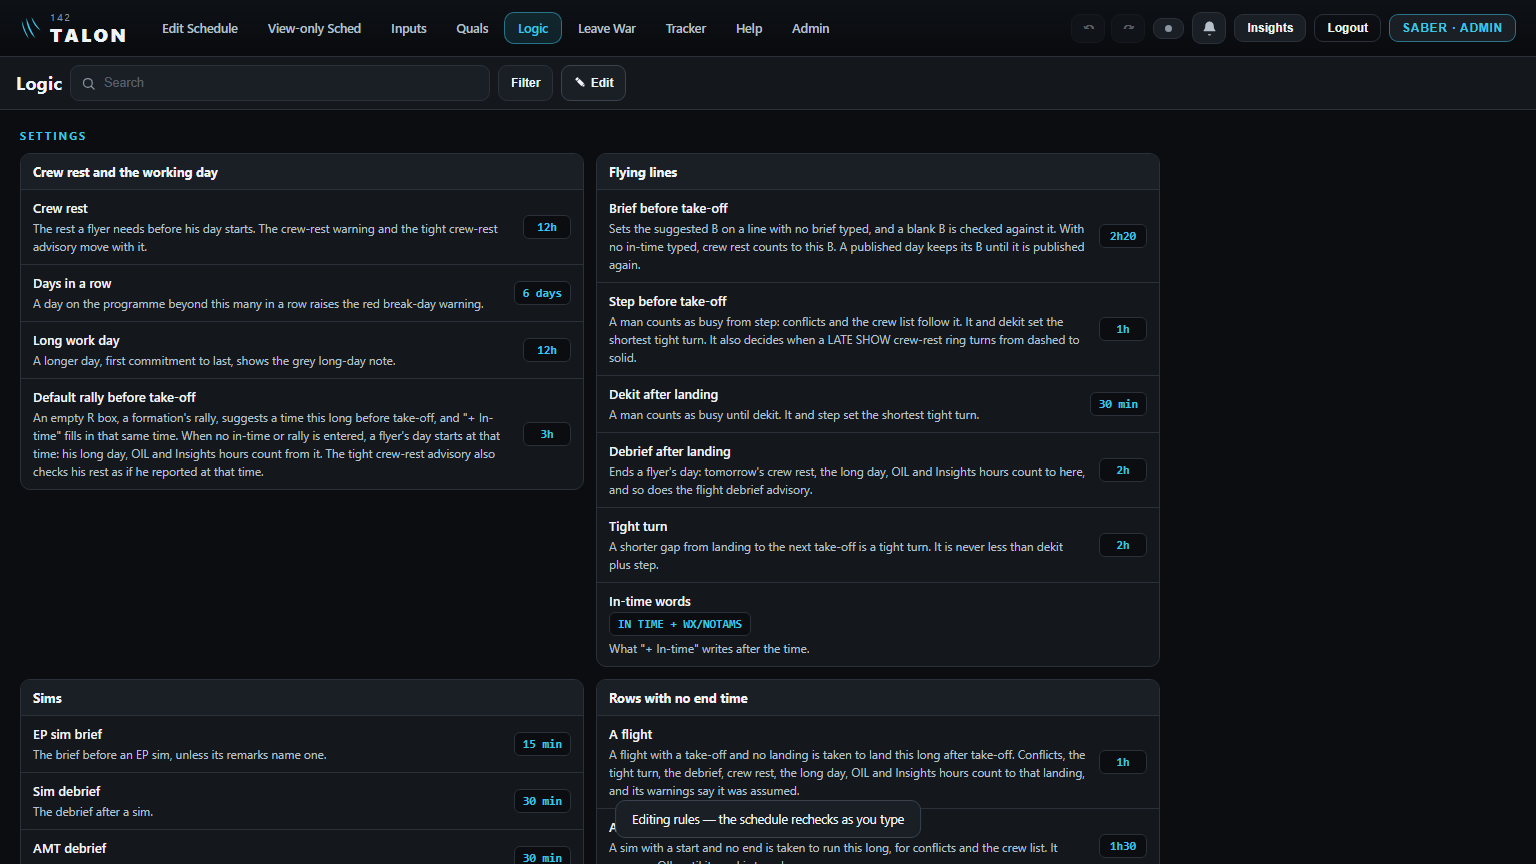 142
TALON
Edit Schedule
View-only Sched
Inputs
Quals
Logic
Leave War
Tracker
Help
Admin
Insights
Logout
SABER · ADMIN
Logic
Search
Filter
Edit
SETTINGS
Crew rest and the working day
Crew rest
The rest a flyer needs before his day starts. The crew-rest warning and the tight crew-rest
advisory move with it.
12h
Days in a row
A day on the programme beyond this many in a row raises the red break-day warning.
6 days
Long work day
A longer day, first commitment to last, shows the grey long-day note.
12h
Default rally before take-off
An empty R box, a formation's rally, suggests a time this long before take-off, and "+ In-
time" fills in that same time. When no in-time or rally is entered, a flyer's day starts at that
time: his long day, OIL and Insights hours count from it. The tight crew-rest advisory also
checks his rest as if he reported at that time.
3h
Flying lines
Brief before take-off
Sets the suggested B on a line with no brief typed, and a blank B is checked against it. With
no in-time typed, crew rest counts to this B. A published day keeps its B until it is published
again.
2h20
Step before take-off
A man counts as busy from step: conflicts and the crew list follow it. It and dekit set the
shortest tight turn. It also decides when a LATE SHOW crew-rest ring turns from dashed to
solid.
1h
Dekit after landing
A man counts as busy until dekit. It and step set the shortest tight turn.
30 min
Debrief after landing
Ends a flyer's day: tomorrow's crew rest, the long day, OIL and Insights hours count to here,
and so does the flight debrief advisory.
2h
Tight turn
A shorter gap from landing to the next take-off is a tight turn. It is never less than dekit
plus step.
2h
In-time words
IN TIME + WX/NOTAMS
What "+ In-time" writes after the time.
Sims
EP sim brief
The brief before an EP sim, unless its remarks name one.
15 min
Sim debrief
The debrief after a sim.
30 min
AMT debrief
30 min
Rows with no end time
A flight
A flight with a take-off and no landing is taken to land this long after take-off. Conflicts, the
tight turn, the debrief, crew rest, the long day, OIL and Insights hours count to that landing,
and its warnings say it was assumed.
1h
A sim with a start and no end is taken to run this long, for conflicts and the crew list. It
1h30
Editing rules — the schedule rechecks as you type